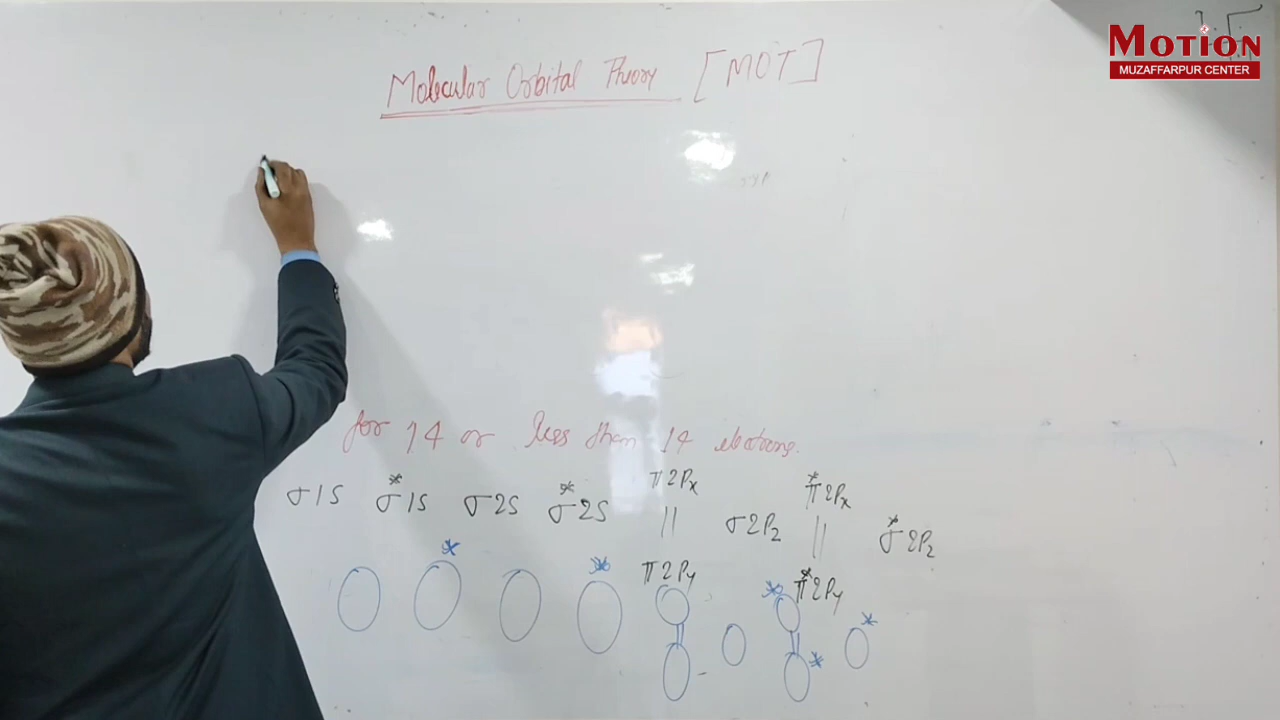 MOTION
MUZAFFARPUR CENTER
Molecular Orbital Theory [MOT]
for 14 or less than 14 electrons.
σ1S σ*1S σ2S σ*2S π2Px = π2Py σ2Pz π*2Px = π*2Py σ*2Pz
* * * * *